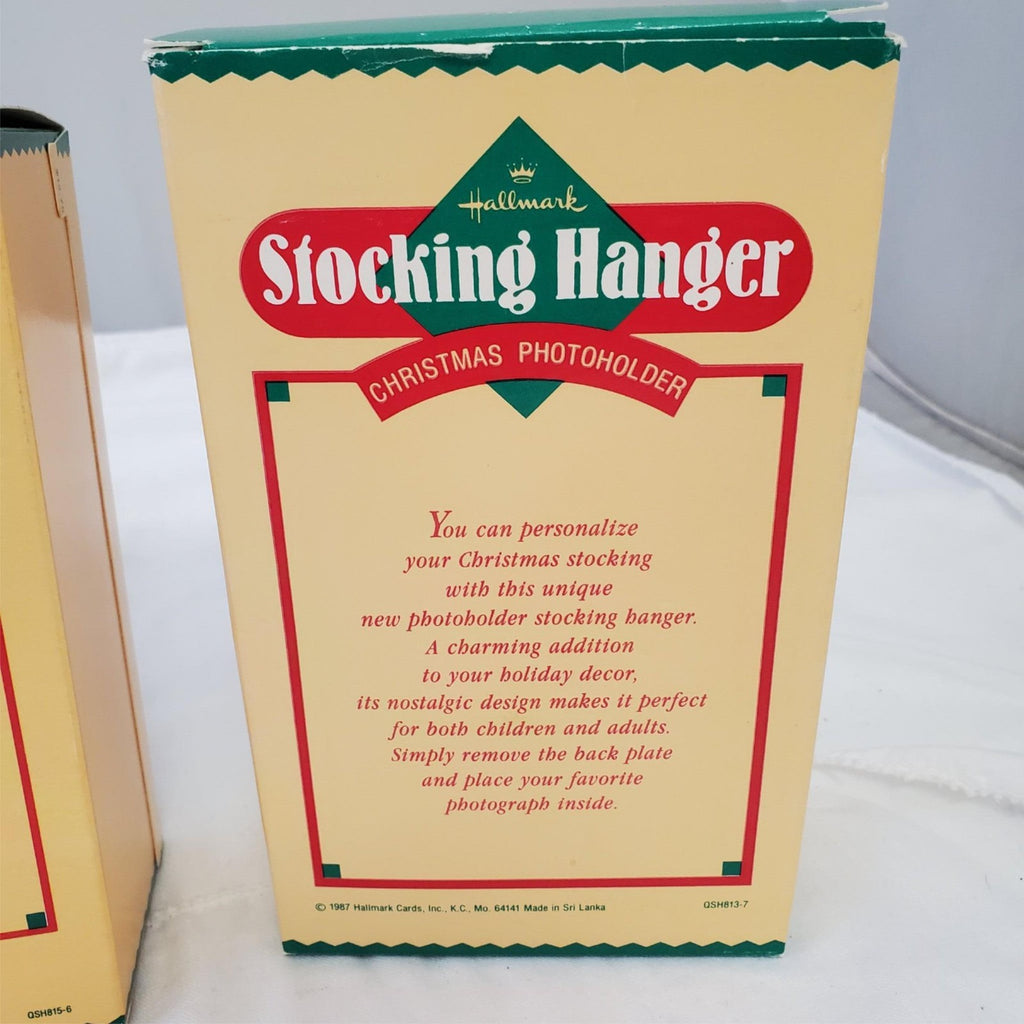 Hallmark
Stocking Hanger
CHRISTMAS PHOTOHOLDER
You can personalize
your Christmas stocking
with this unique
new photoholder stocking hanger.
A charming addition
to your holiday decor,
its nostalgic design makes it perfect
for both children and adults.
Simply remove the back plate
and place your favorite
photograph inside.
© 1987 Hallmark Cards, Inc., K.C., Mo. 64141 Made in Sri Lanka
QSH813-7
QSH815-6